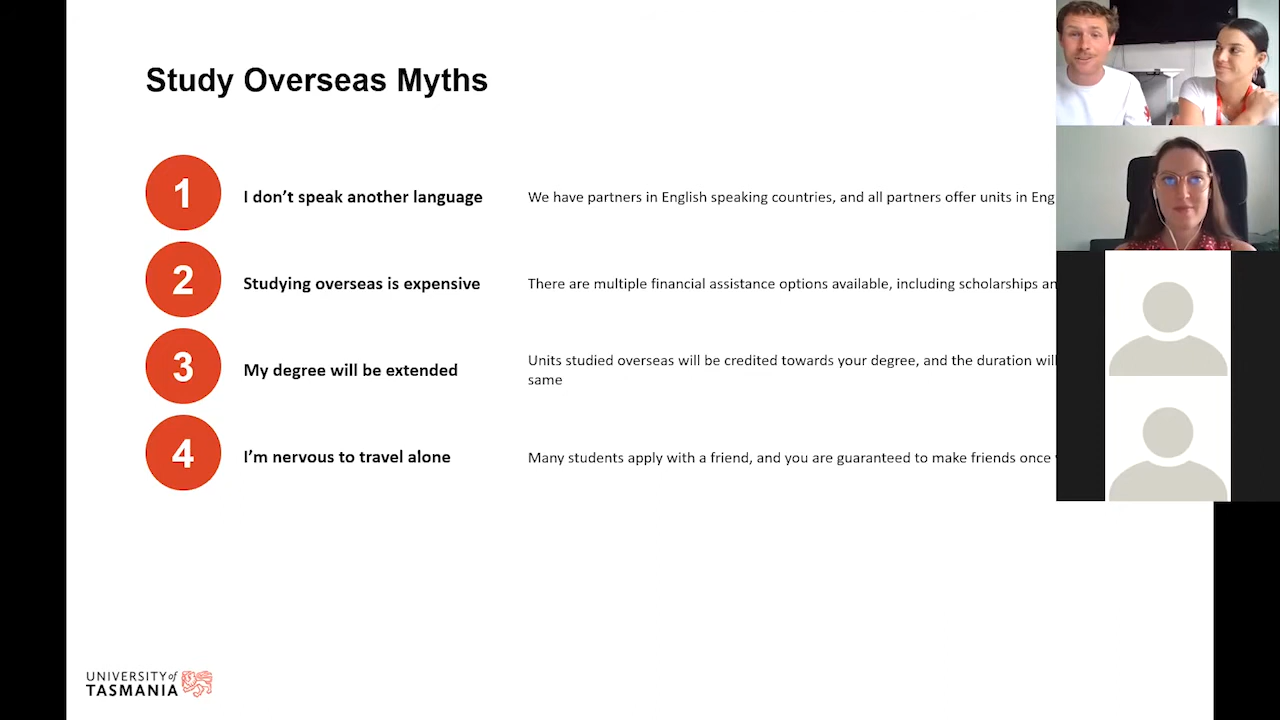 Study Overseas Myths
1
I don’t speak another language
We have partners in English speaking countries, and all partners offer units in
2
Studying overseas is expensive
There are multiple financial assistance options available, including scholarships
3
My degree will be extended
Units studied overseas will be credited towards your degree, and the duration
same
4
I’m nervous to travel alone
Many students apply with a friend, and you are guaranteed to make friends once
UNIVERSITY of
TASMANIA